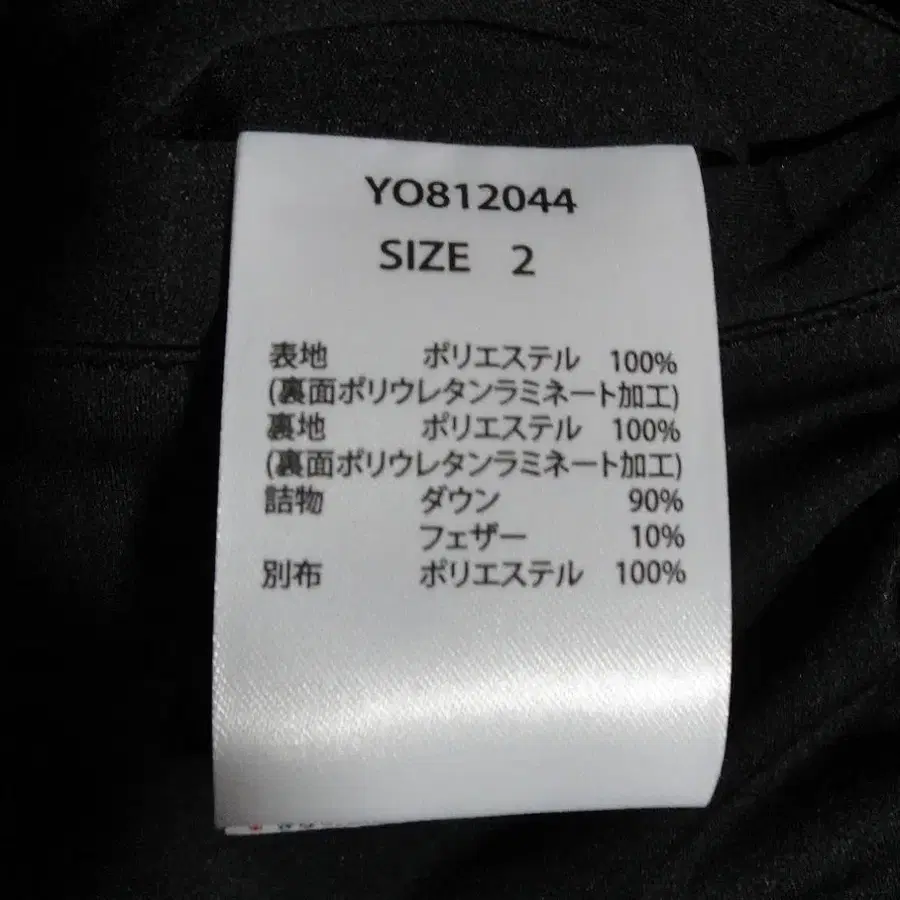 YO812044
SIZE 2
表地 ポリエステル 100%
(裏面ポリウレタンラミネート加工)
裏地 ポリエステル 100%
(裏面ポリウレタンラミネート加工)
詰物 ダウン 90%
フェザー 10%
別布 ポリエステル 100%